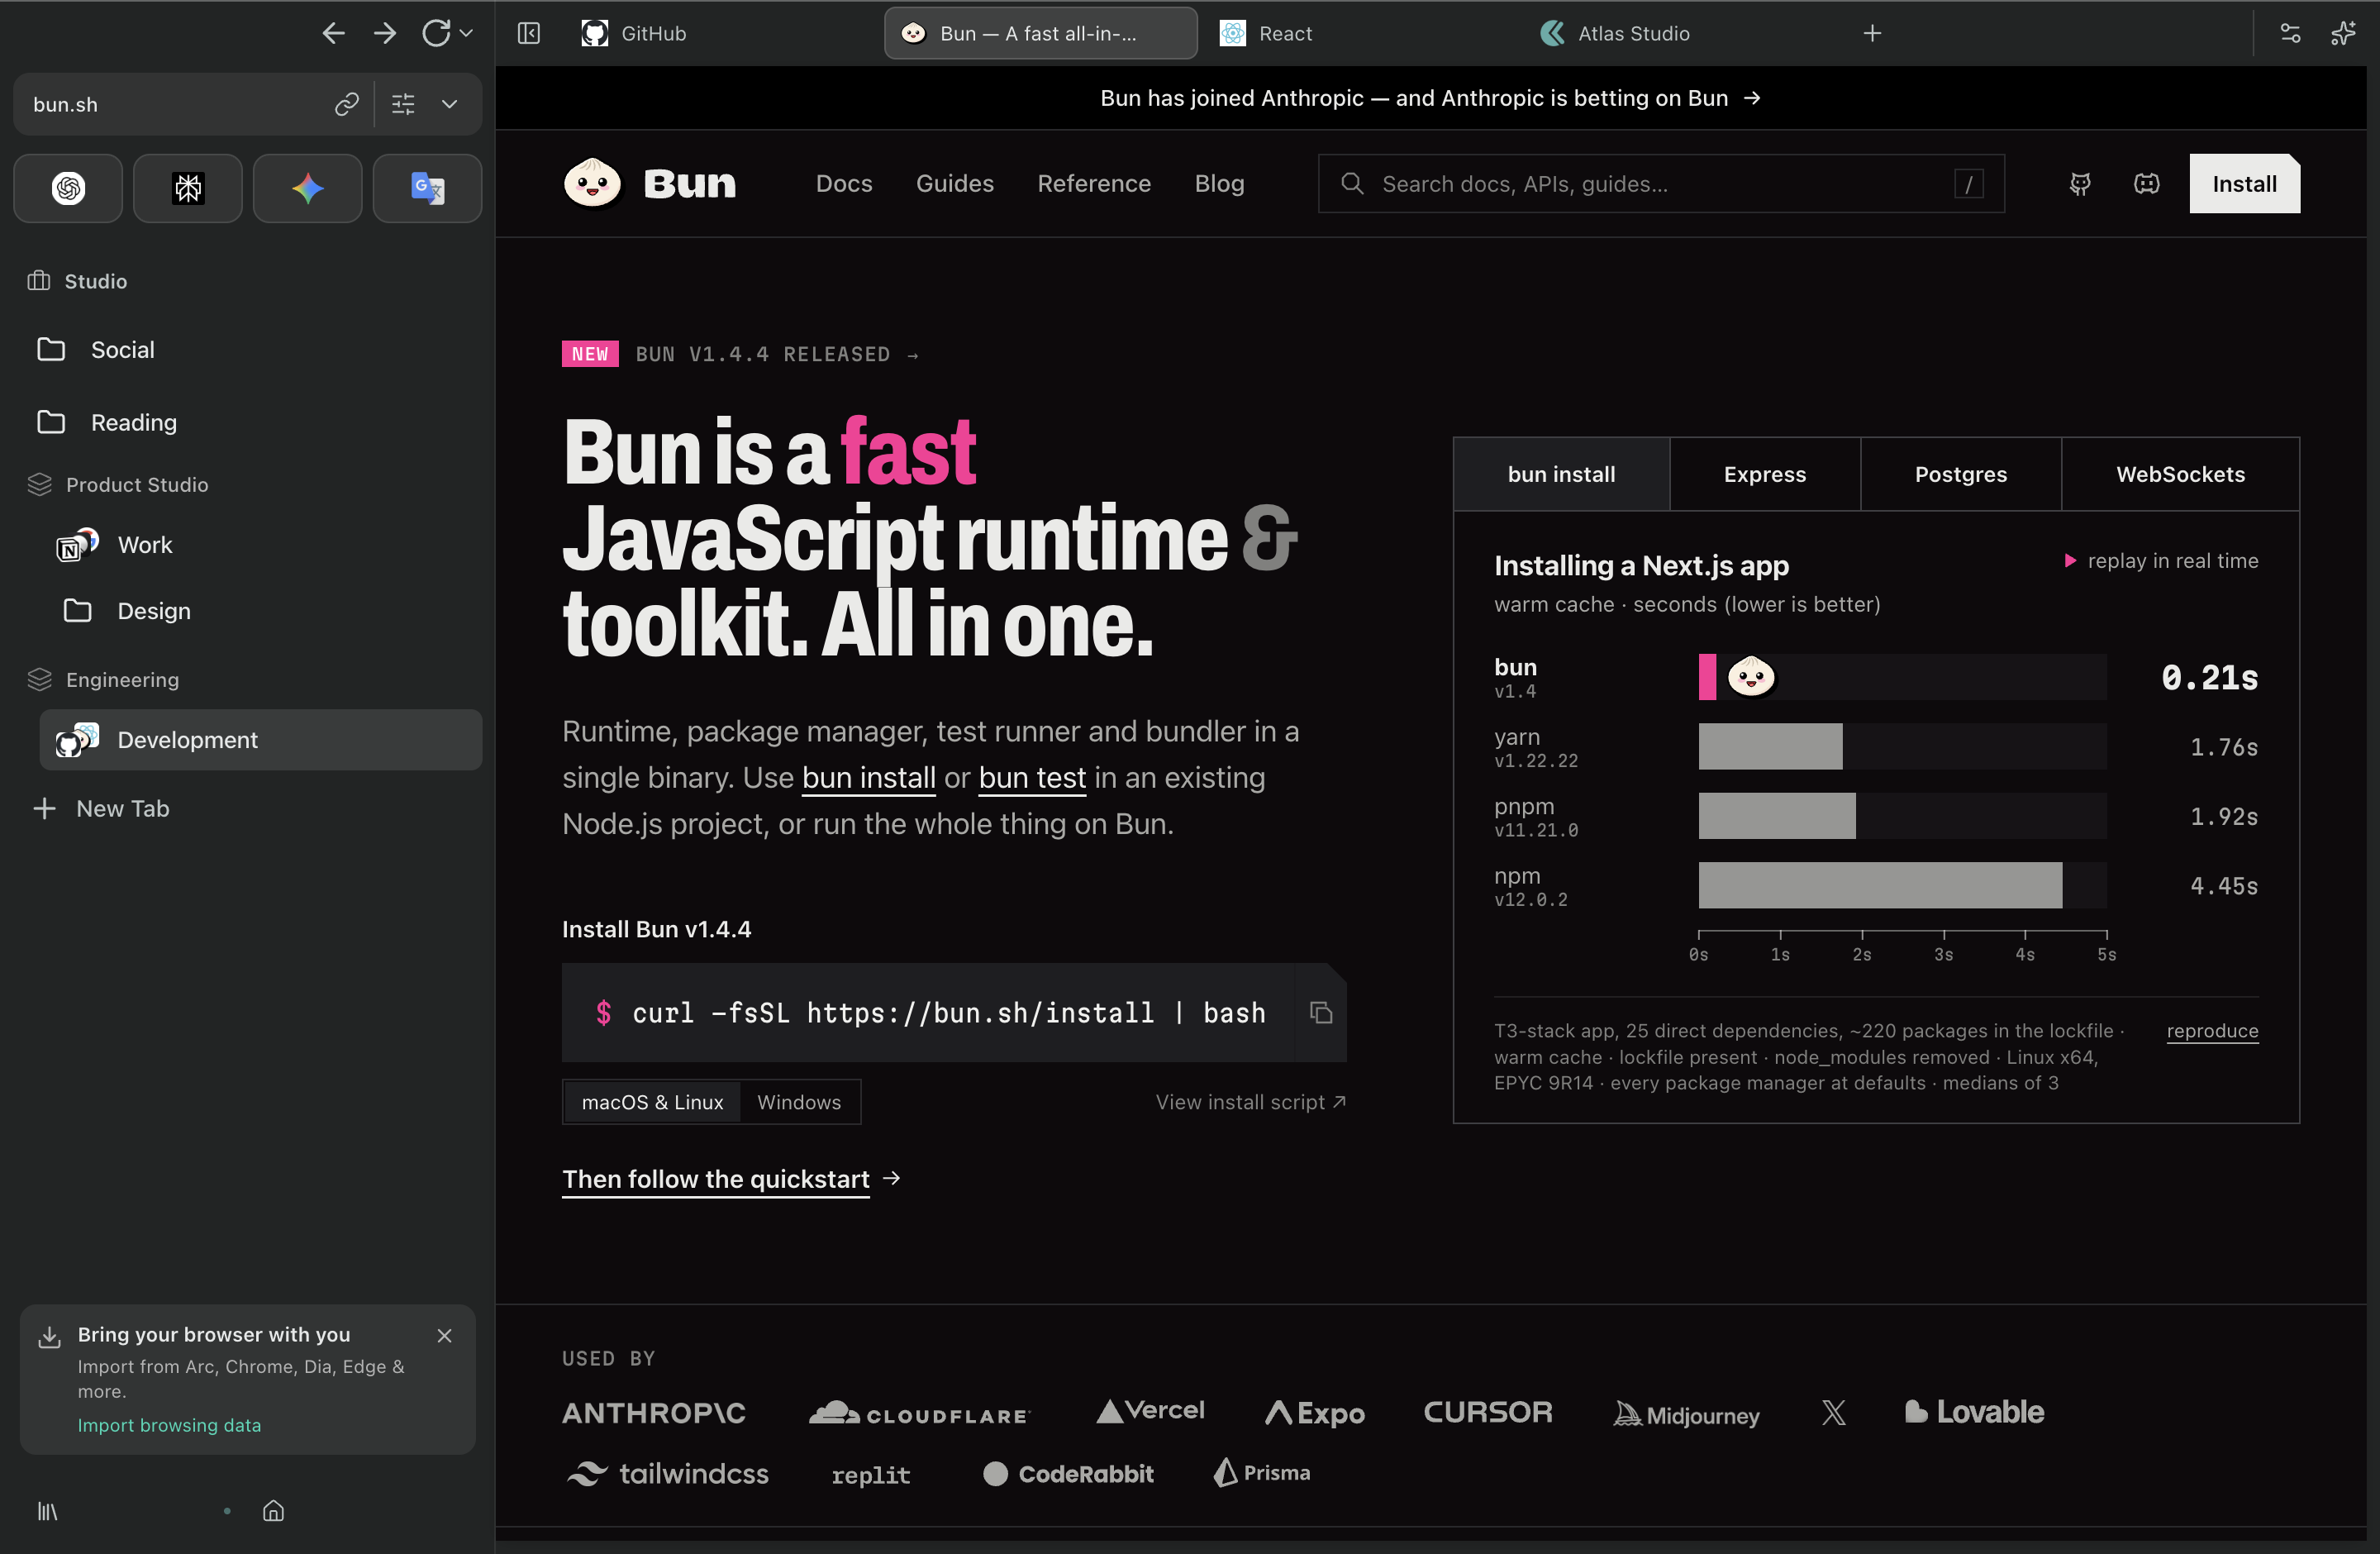 GitHub
Bun — A fast all-in-...
React
Atlas Studio
bun.sh
Studio
Social
Reading
Product Studio
Work
Design
Engineering
Development
New Tab
Bring your browser with you
Import from Arc, Chrome, Dia, Edge &
more.
Import browsing data
Bun has joined Anthropic — and Anthropic is betting on Bun →
Bun
Docs
Guides
Reference
Blog
Search docs, APIs, guides...
/
Install
NEW BUN V1.4.4 RELEASED →
Bun is a fast
JavaScript runtime &
toolkit. All in one.
Runtime, package manager, test runner and bundler in a
single binary. Use bun install or bun test in an existing
Node.js project, or run the whole thing on Bun.
Install Bun v1.4.4
$ curl -fsSL https://bun.sh/install | bash
macOS & Linux
Windows
View install script ↗
Then follow the quickstart →
bun install
Express
Postgres
WebSockets
Installing a Next.js app
replay in real time
warm cache · seconds (lower is better)
bun
v1.4
0.21s
yarn
v1.22.22
1.76s
pnpm
v11.21.0
1.92s
npm
v12.0.2
4.45s
0s 1s 2s 3s 4s 5s
T3-stack app, 25 direct dependencies, ~220 packages in the lockfile ·
warm cache · lockfile present · node_modules removed · Linux x64,
EPYC 9R14 · every package manager at defaults · medians of 3
reproduce
USED BY
ANTHROP\C
CLOUDFLARE
Vercel
Expo
CURSOR
Midjourney
X
Lovable
tailwindcss
replit
CodeRabbit
Prisma